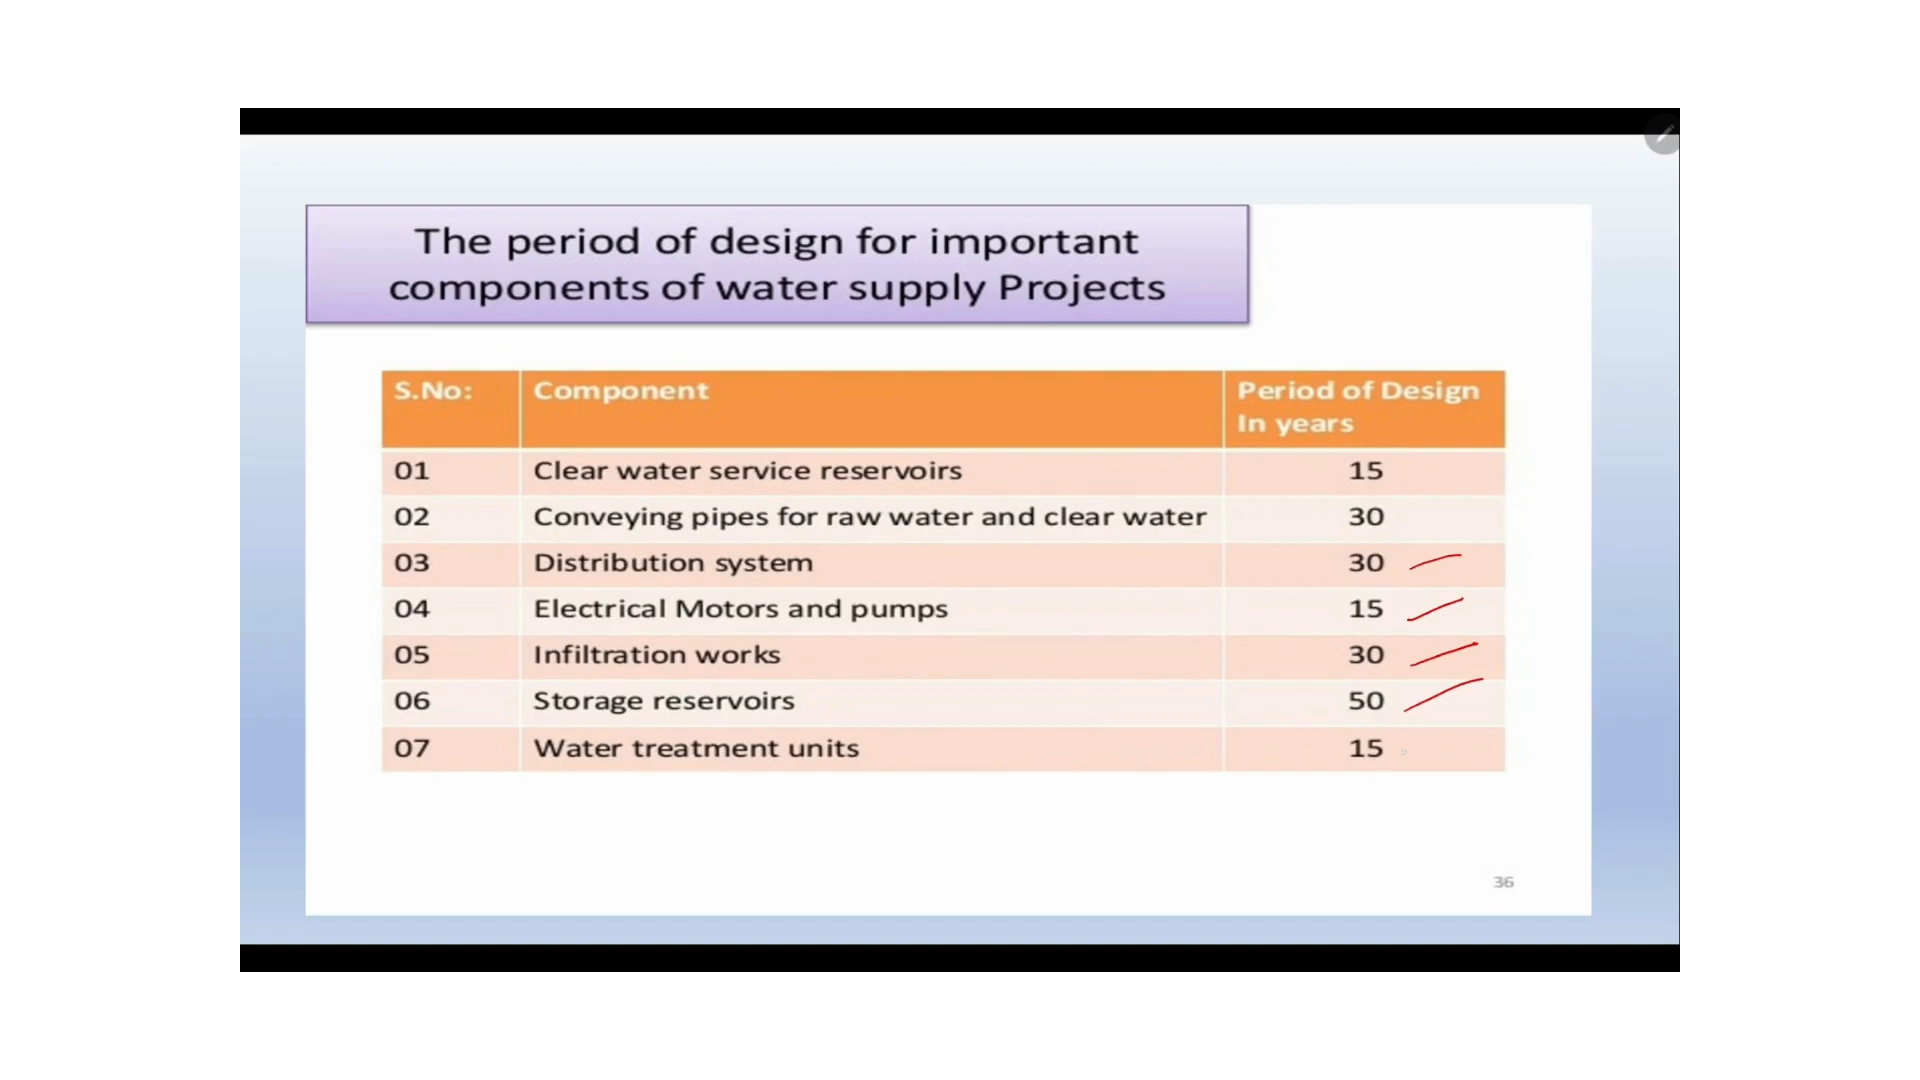 The period of design for important
components of water supply Projects
S.No: Component Period of Design
In years
01 Clear water service reservoirs 15
02 Conveying pipes for raw water and clear water 30
03 Distribution system 30
04 Electrical Motors and pumps 15
05 Infiltration works 30
06 Storage reservoirs 50
07 Water treatment units 15
36